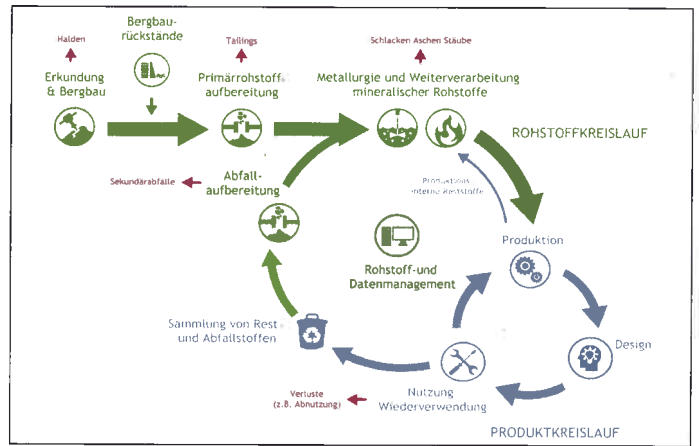 Bergbau-
rückstände
Halden
Tailings
Schlacken Aschen Stäube
Erkundung
& Bergbau
Primärrohstoff-
aufbereitung
Metallurgie und Weiterverarbeitung
mineralischer Rohstoffe
ROHSTOFFKREISLAUF
Sekundärabfälle
Abfall-
aufbereitung
Produktions
interne Reststoffe
Produktion
Rohstoff-und
Datenmanagement
Sammlung von Rest
und Abfallstoffen
Design
Verluste
(z.B. Abnutzung)
Nutzung
Wiederverwendung
PRODUKTKREISLAUF